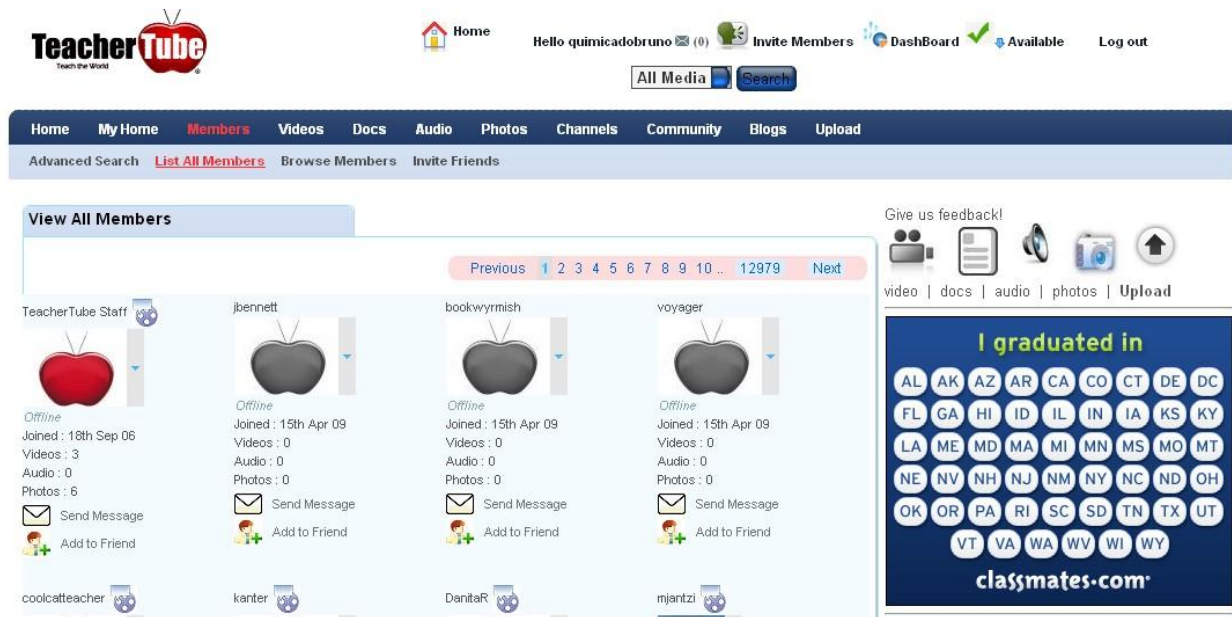 TeacherTube
Teach the World
Home
Hello quimicadobruno (0) Invite Members DashBoard Available Log out
All Media Search
Home My Home Members Videos Docs Audio Photos Channels Community Blogs Upload
Advanced Search List All Members Browse Members Invite Friends
View All Members
Previous 1 2 3 4 5 6 7 8 9 10 .. 12979 Next
TeacherTube Staff
Offline
Joined : 18th Sep 06
Videos : 3
Audio : 0
Photos : 6
Send Message
Add to Friend
jbennett
Offline
Joined : 15th Apr 09
Videos : 0
Audio : 0
Photos : 0
Send Message
Add to Friend
bookwyrmish
Offline
Joined : 15th Apr 09
Videos : 0
Audio : 0
Photos : 0
Send Message
Add to Friend
voyager
Offline
Joined : 15th Apr 09
Videos : 0
Audio : 0
Photos : 0
Send Message
Add to Friend
coolcatteacher kanter DanitaR mjantzi
Give us feedback!
video | docs | audio | photos | Upload
I graduated in
AL AK AZ AR CA CO CT DE DC
FL GA HI ID IL IN IA KS KY
LA ME MD MA MI MN MS MO MT
NE NV NH NJ NM NY NC ND OH
OK OR PA RI SC SD TN TX UT
VT VA WA WV WI WY
classmates.com